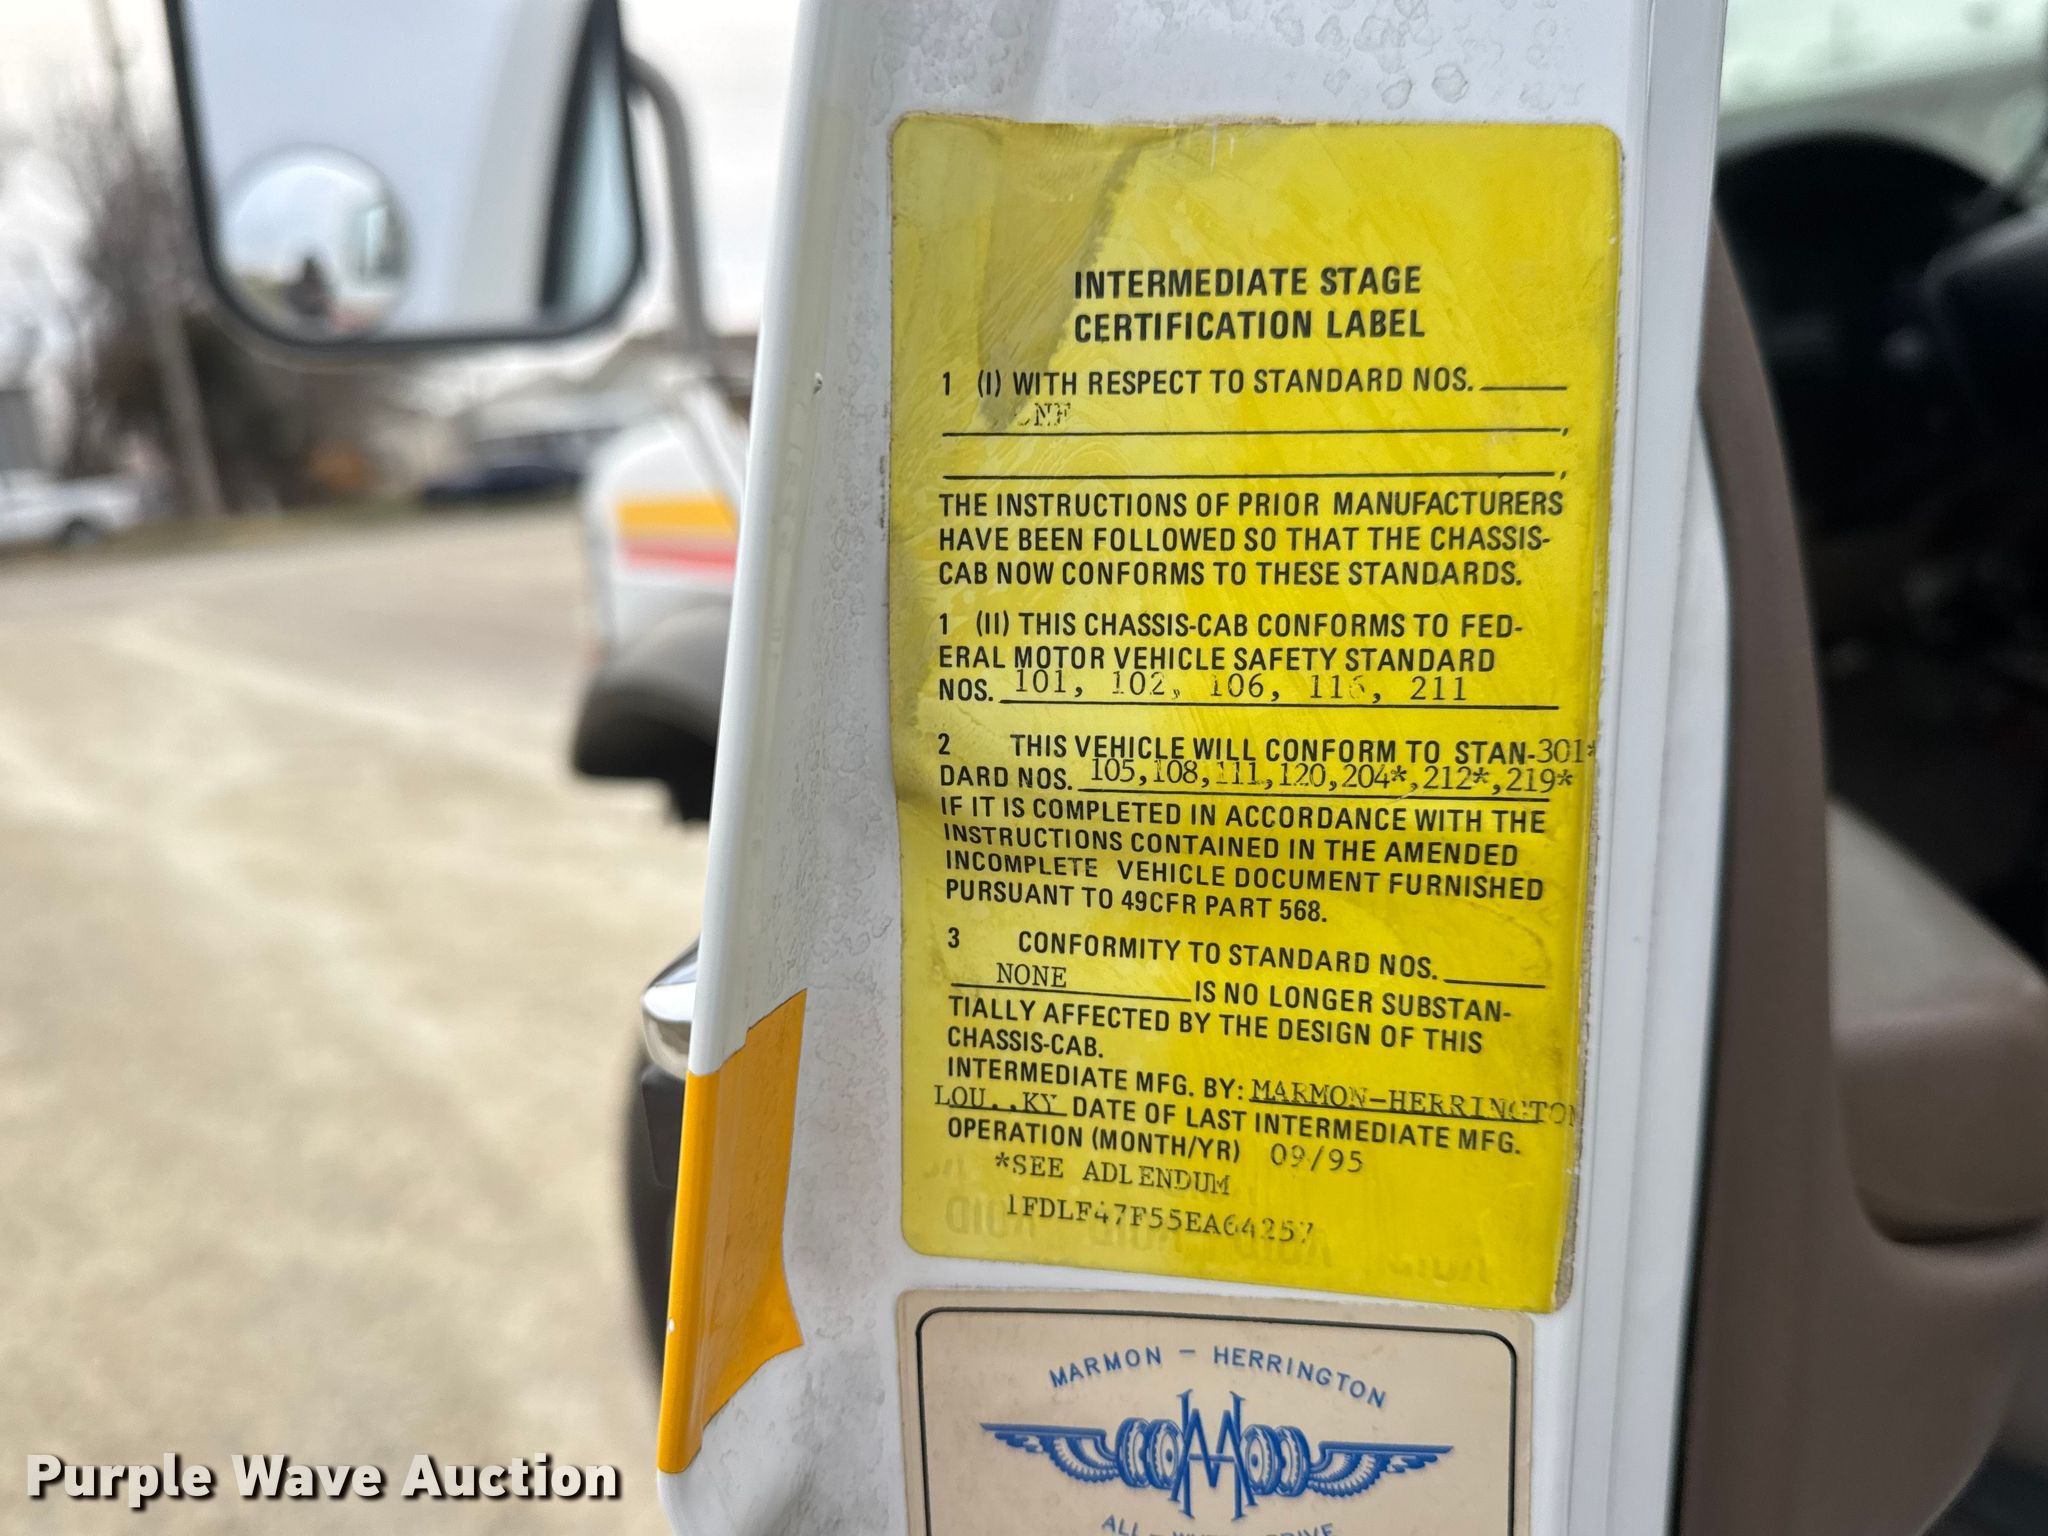 INTERMEDIATE STAGE
CERTIFICATION LABEL
1 (I) WITH RESPECT TO STANDARD NOS.
THE INSTRUCTIONS OF PRIOR MANUFACTURERS
HAVE BEEN FOLLOWED SO THAT THE CHASSIS-
CAB NOW CONFORMS TO THESE STANDARDS.
1 (II) THIS CHASSIS-CAB CONFORMS TO FED-
ERAL MOTOR VEHICLE SAFETY STANDARD
NOS. 101, 102, 106, 116, 211
2 THIS VEHICLE WILL CONFORM TO STAN-301*
DARD NOS. 105,108,111,120,204*,212*,219*
IF IT IS COMPLETED IN ACCORDANCE WITH THE
INSTRUCTIONS CONTAINED IN THE AMENDED
INCOMPLETE VEHICLE DOCUMENT FURNISHED
PURSUANT TO 49CFR PART 568.
3 CONFORMITY TO STANDARD NOS.
NONE IS NO LONGER SUBSTAN-
TIALLY AFFECTED BY THE DESIGN OF THIS
CHASSIS-CAB.
INTERMEDIATE MFG. BY: MARMON-HERRINGTON
LOU., KY DATE OF LAST INTERMEDIATE MFG.
OPERATION (MONTH/YR) 09/95
*SEE ADDENDUM
1FDLF47F55EA64257
MARMON - HERRINGTON
ALL-WHEEL-DRIVE
Purple Wave Auction